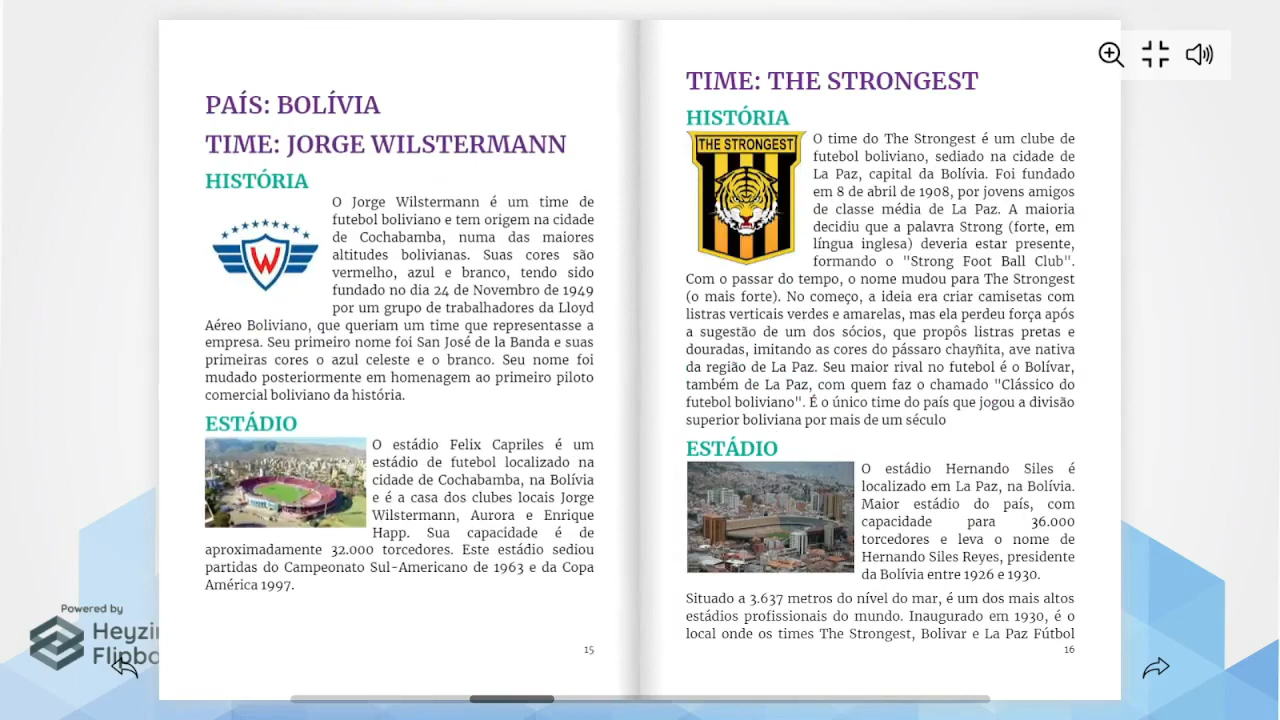 PAÍS: BOLÍVIA
TIME: JORGE WILSTERMANN
HISTÓRIA
O Jorge Wilstermann é um time de
futebol boliviano e tem origem na cidade
de Cochabamba, numa das maiores
altitudes bolivianas. Suas cores são
vermelho, azul e branco, tendo sido
fundado no dia 24 de Novembro de 1949
por um grupo de trabalhadores da Lloyd
Aéreo Boliviano, que queriam um time que representasse a
empresa. Seu primeiro nome foi San José de la Banda e suas
primeiras cores o azul celeste e o branco. Seu nome foi
mudado posteriormente em homenagem ao primeiro piloto
comercial boliviano da história.
W
ESTÁDIO
O estádio Felix Capriles é um
estádio de futebol localizado na
cidade de Cochabamba, na Bolívia
e é a casa dos clubes locais Jorge
Wilstermann, Aurora e Enrique
Happ. Sua capacidade é de
aproximadamente 32.000 torcedores. Este estádio sediou
partidas do Campeonato Sul-Americano de 1963 e da Copa
América 1997.
15
TIME: THE STRONGEST
HISTÓRIA
THE STRONGEST
O time do The Strongest é um clube de
futebol boliviano, sediado na cidade de
La Paz, capital da Bolívia. Foi fundado
em 8 de abril de 1908, por jovens amigos
de classe média de La Paz. A maioria
decidiu que a palavra Strong (forte, em
língua inglesa) deveria estar presente,
formando o "Strong Foot Ball Club".
Com o passar do tempo, o nome mudou para The Strongest
(o mais forte). No começo, a ideia era criar camisetas com
listras verticais verdes e amarelas, mas ela perdeu força após
a sugestão de um dos sócios, que propôs listras pretas e
douradas, imitando as cores do pássaro chayñita, ave nativa
da região de La Paz. Seu maior rival no futebol é o Bolívar,
também de La Paz, com quem faz o chamado "Clássico do
futebol boliviano". É o único time do país que jogou a divisão
superior boliviana por mais de um século
ESTÁDIO
O estádio Hernando Siles é
localizado em La Paz, na Bolívia.
Maior estádio do país, com
capacidade para 36.000
torcedores e leva o nome de
Hernando Siles Reyes, presidente
da Bolívia entre 1926 e 1930.
Situado a 3.637 metros do nível do mar, é um dos mais altos
estádios profissionais do mundo. Inaugurado em 1930, é o
local onde os times The Strongest, Bolivar e La Paz Fútbol
16
Powered by
Heyzin
Flipbo